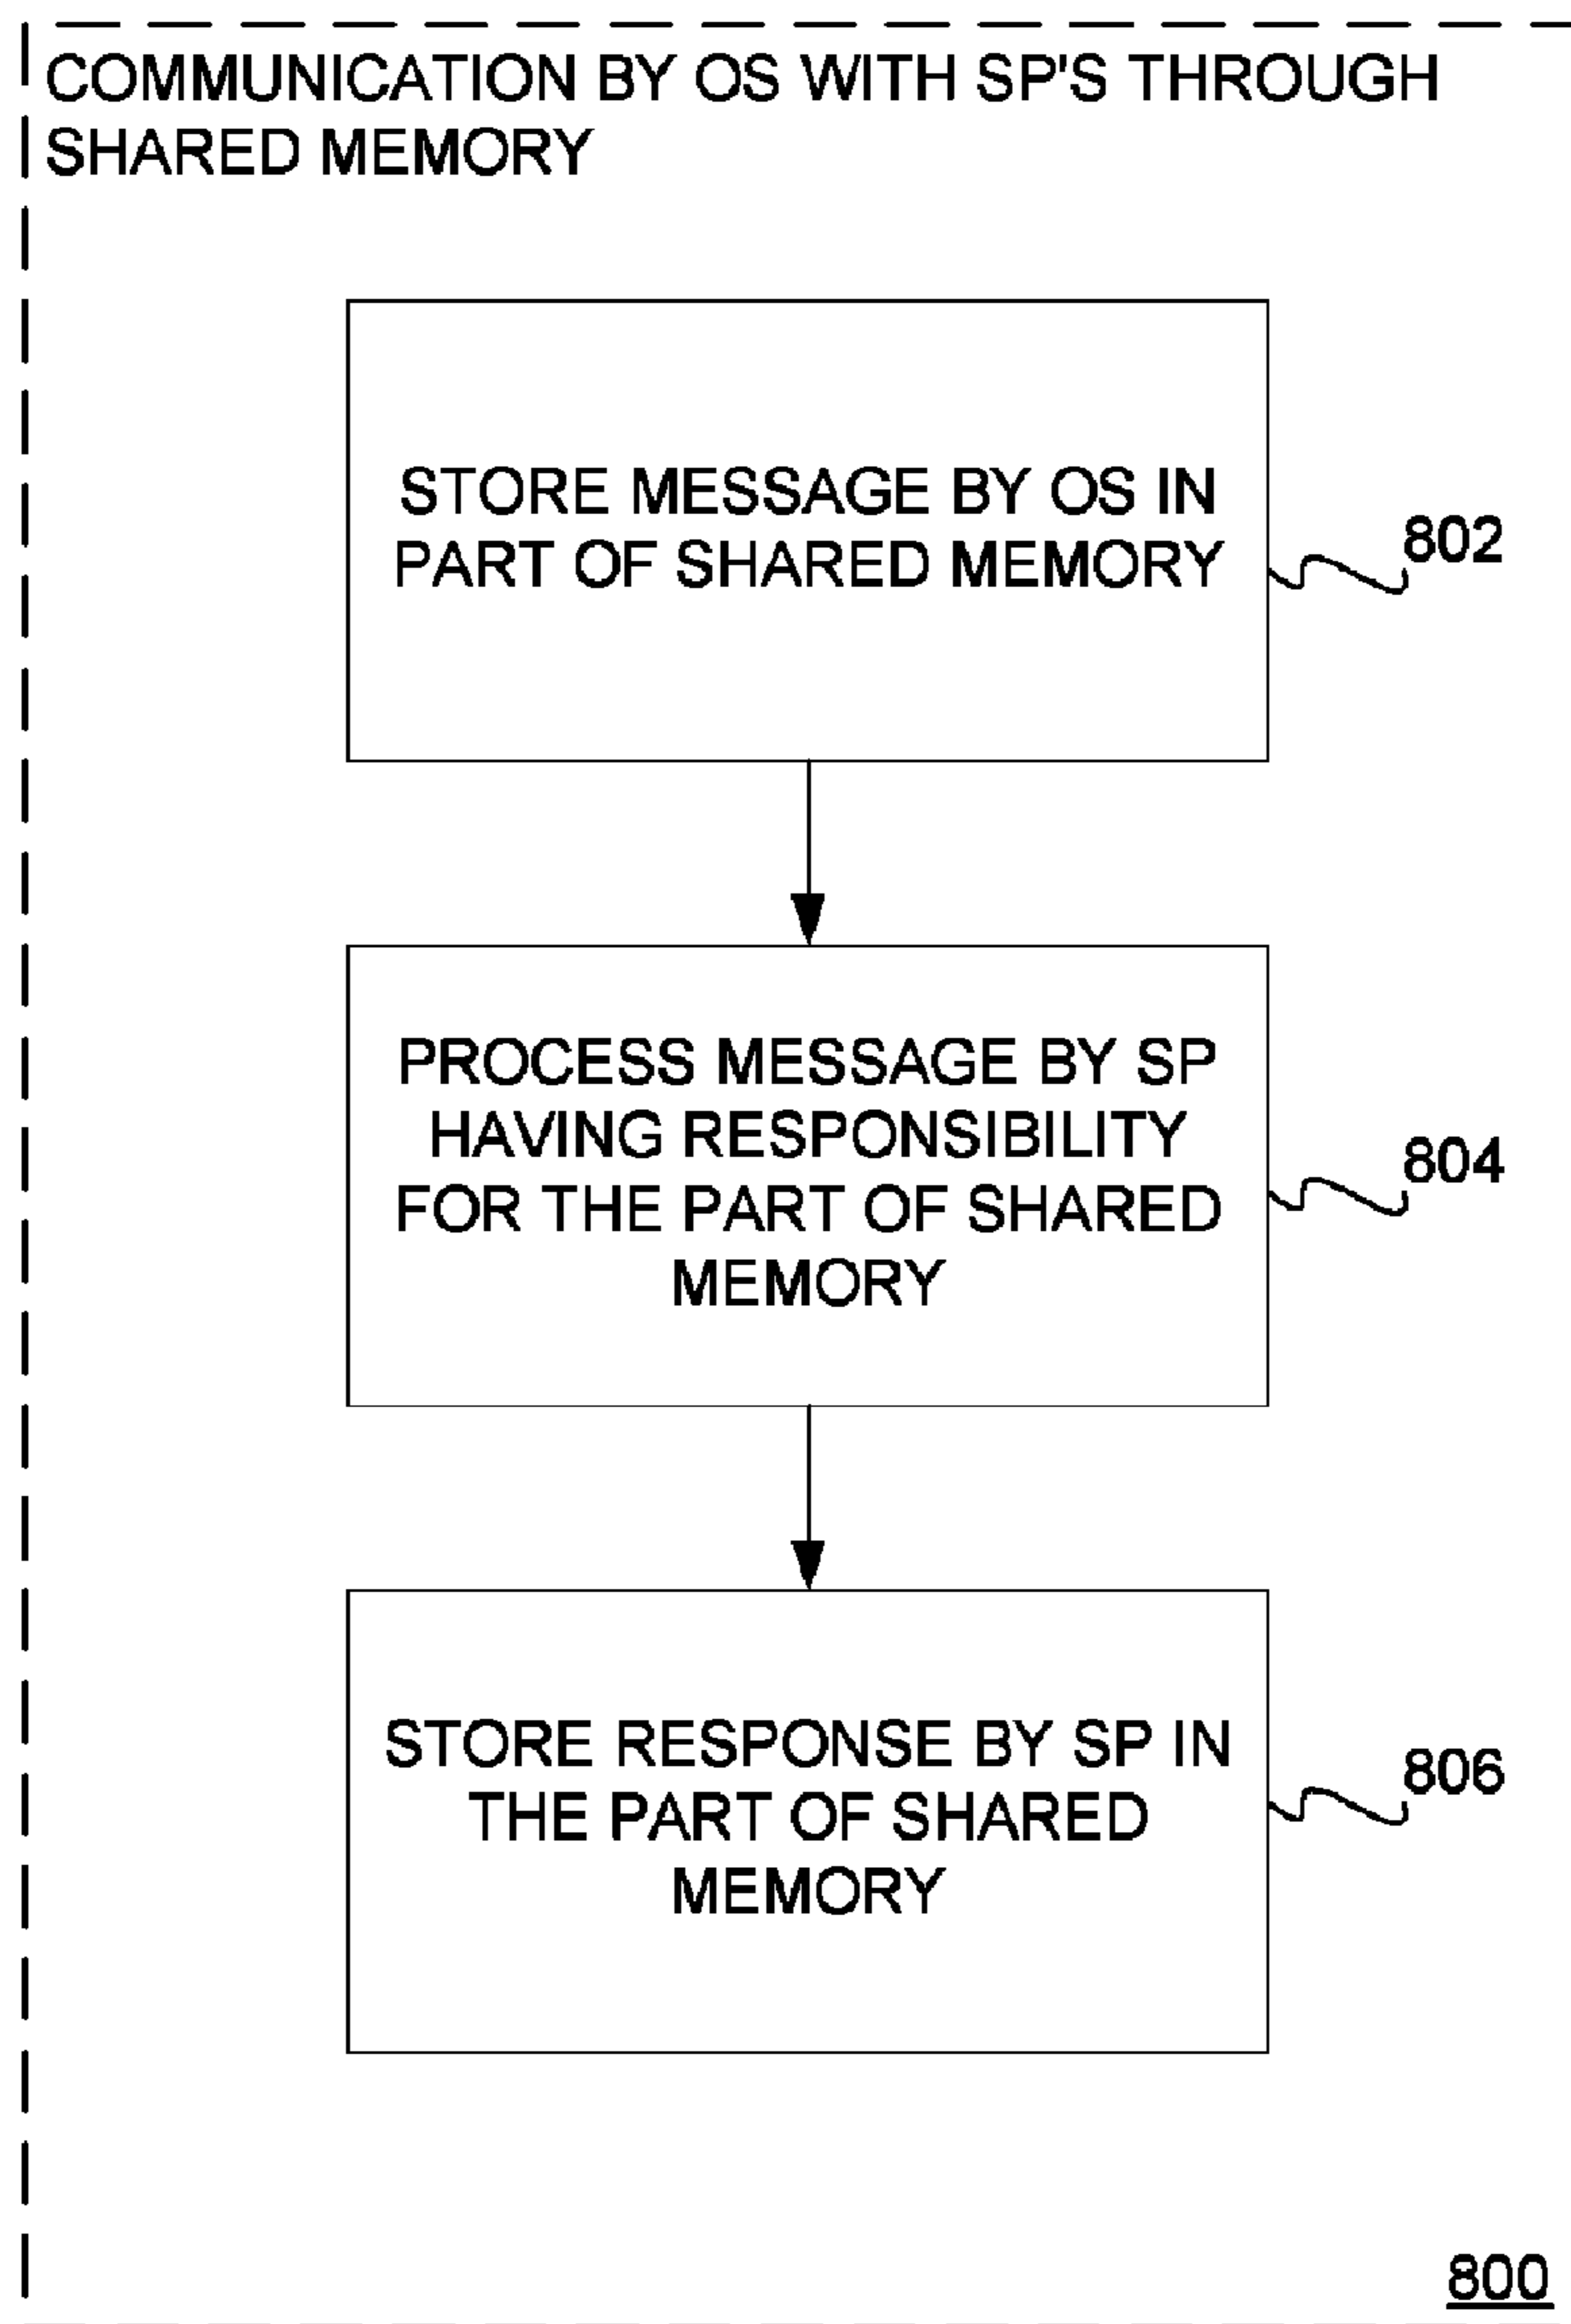 COMMUNICATION BY OS WITH SP'S THROUGH
SHARED MEMORY
STORE MESSAGE BY OS IN
PART OF SHARED MEMORY
802
PROCESS MESSAGE BY SP
HAVING RESPONSIBILITY
FOR THE PART OF SHARED
MEMORY
804
STORE RESPONSE BY SP IN
THE PART OF SHARED
MEMORY
806
800